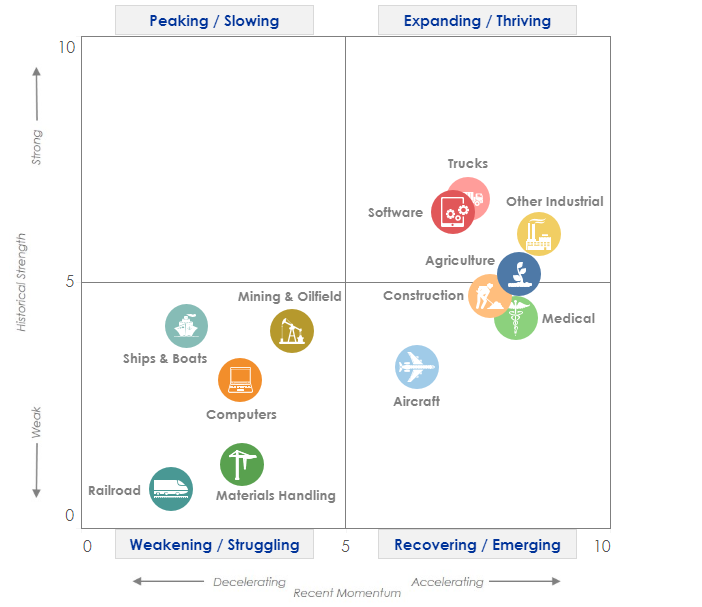 Peaking / Slowing
Expanding / Thriving
10
Strong
Trucks
Software
Other Industrial
Agriculture
Historical Strength
5
Mining & Oilfield
Construction
Medical
Ships & Boats
Aircraft
Computers
Weak
Railroad
Materials Handling
0
0
Weakening / Struggling
5
Recovering / Emerging
10
Decelerating
Accelerating
Recent Momentum